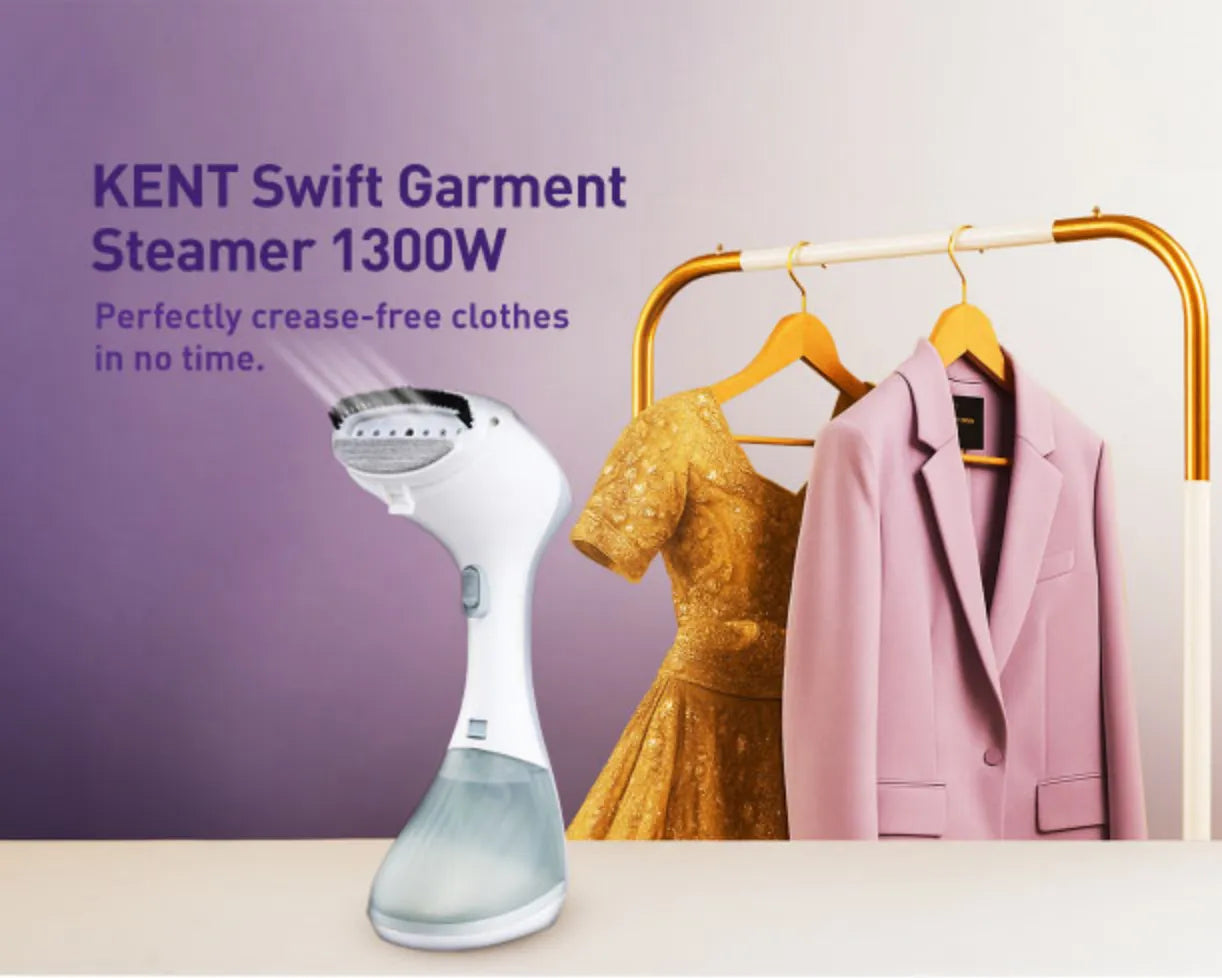 KENT Swift Garment
Steamer 1300W
Perfectly crease-free clothes
in no time.